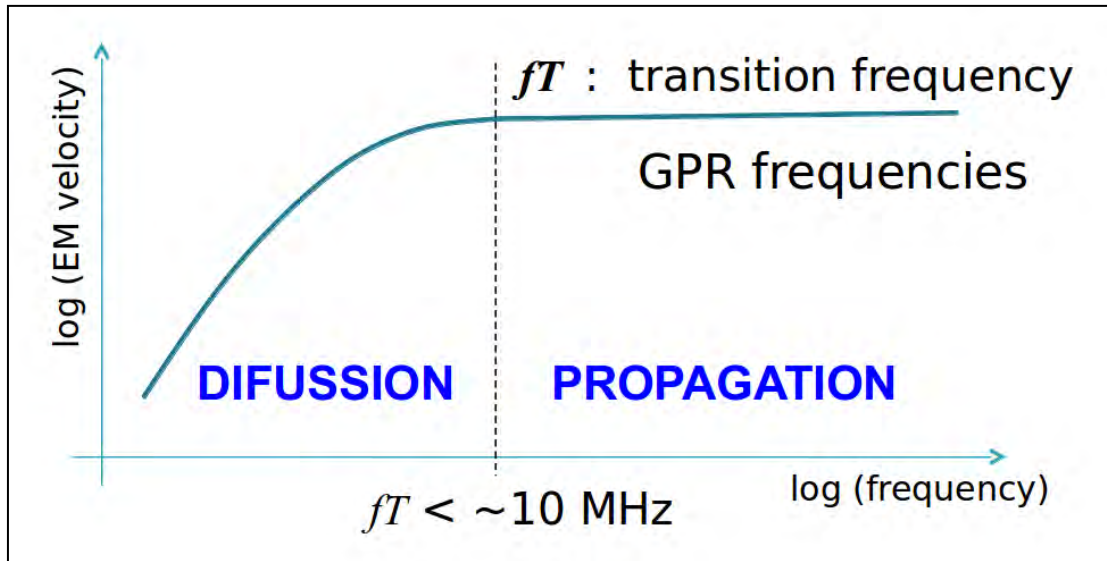 fT : transition frequency
GPR frequencies
log (EM velocity)
DIFUSSION
PROPAGATION
log (frequency)
fT < ~10 MHz